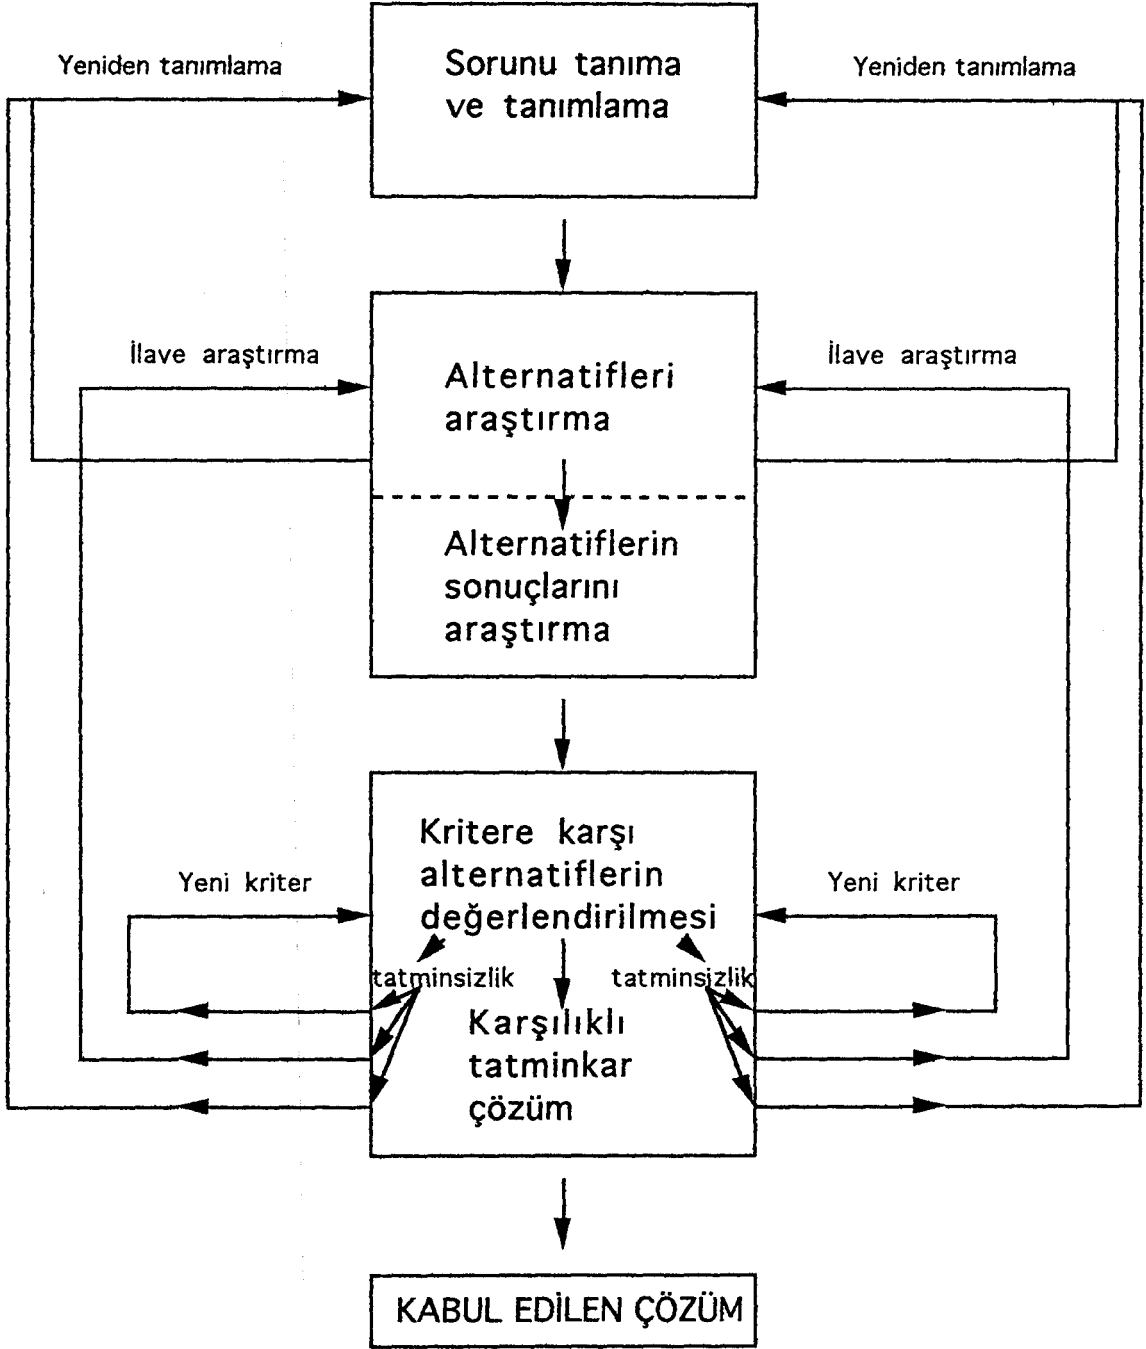 Yeniden tanımlama
Sorunu tanıma
ve tanımlama
Yeniden tanımlama
İlave araştırma
Alternatifleri
araştırma
İlave araştırma
Alternatiflerin
sonuçlarını
araştırma
Yeni kriter
Kritere karşı
alternatiflerin
değerlendirilmesi
Yeni kriter
tatminsizlik
tatminsizlik
Karşılıklı
tatminkar
çözüm
KABUL EDİLEN ÇÖZÜM